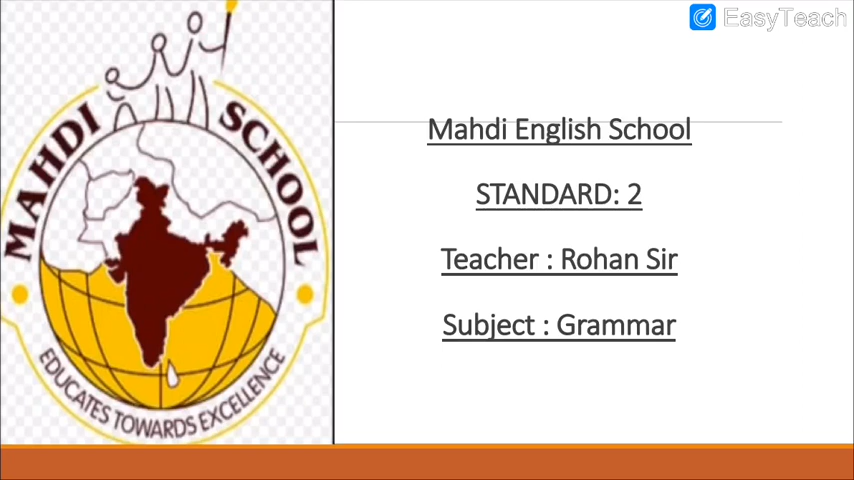 EasyTeach
MAHDI SCHOOL
EDUCATES TOWARDS EXCELLENCE
Mahdi English School
STANDARD: 2
Teacher : Rohan Sir
Subject : Grammar